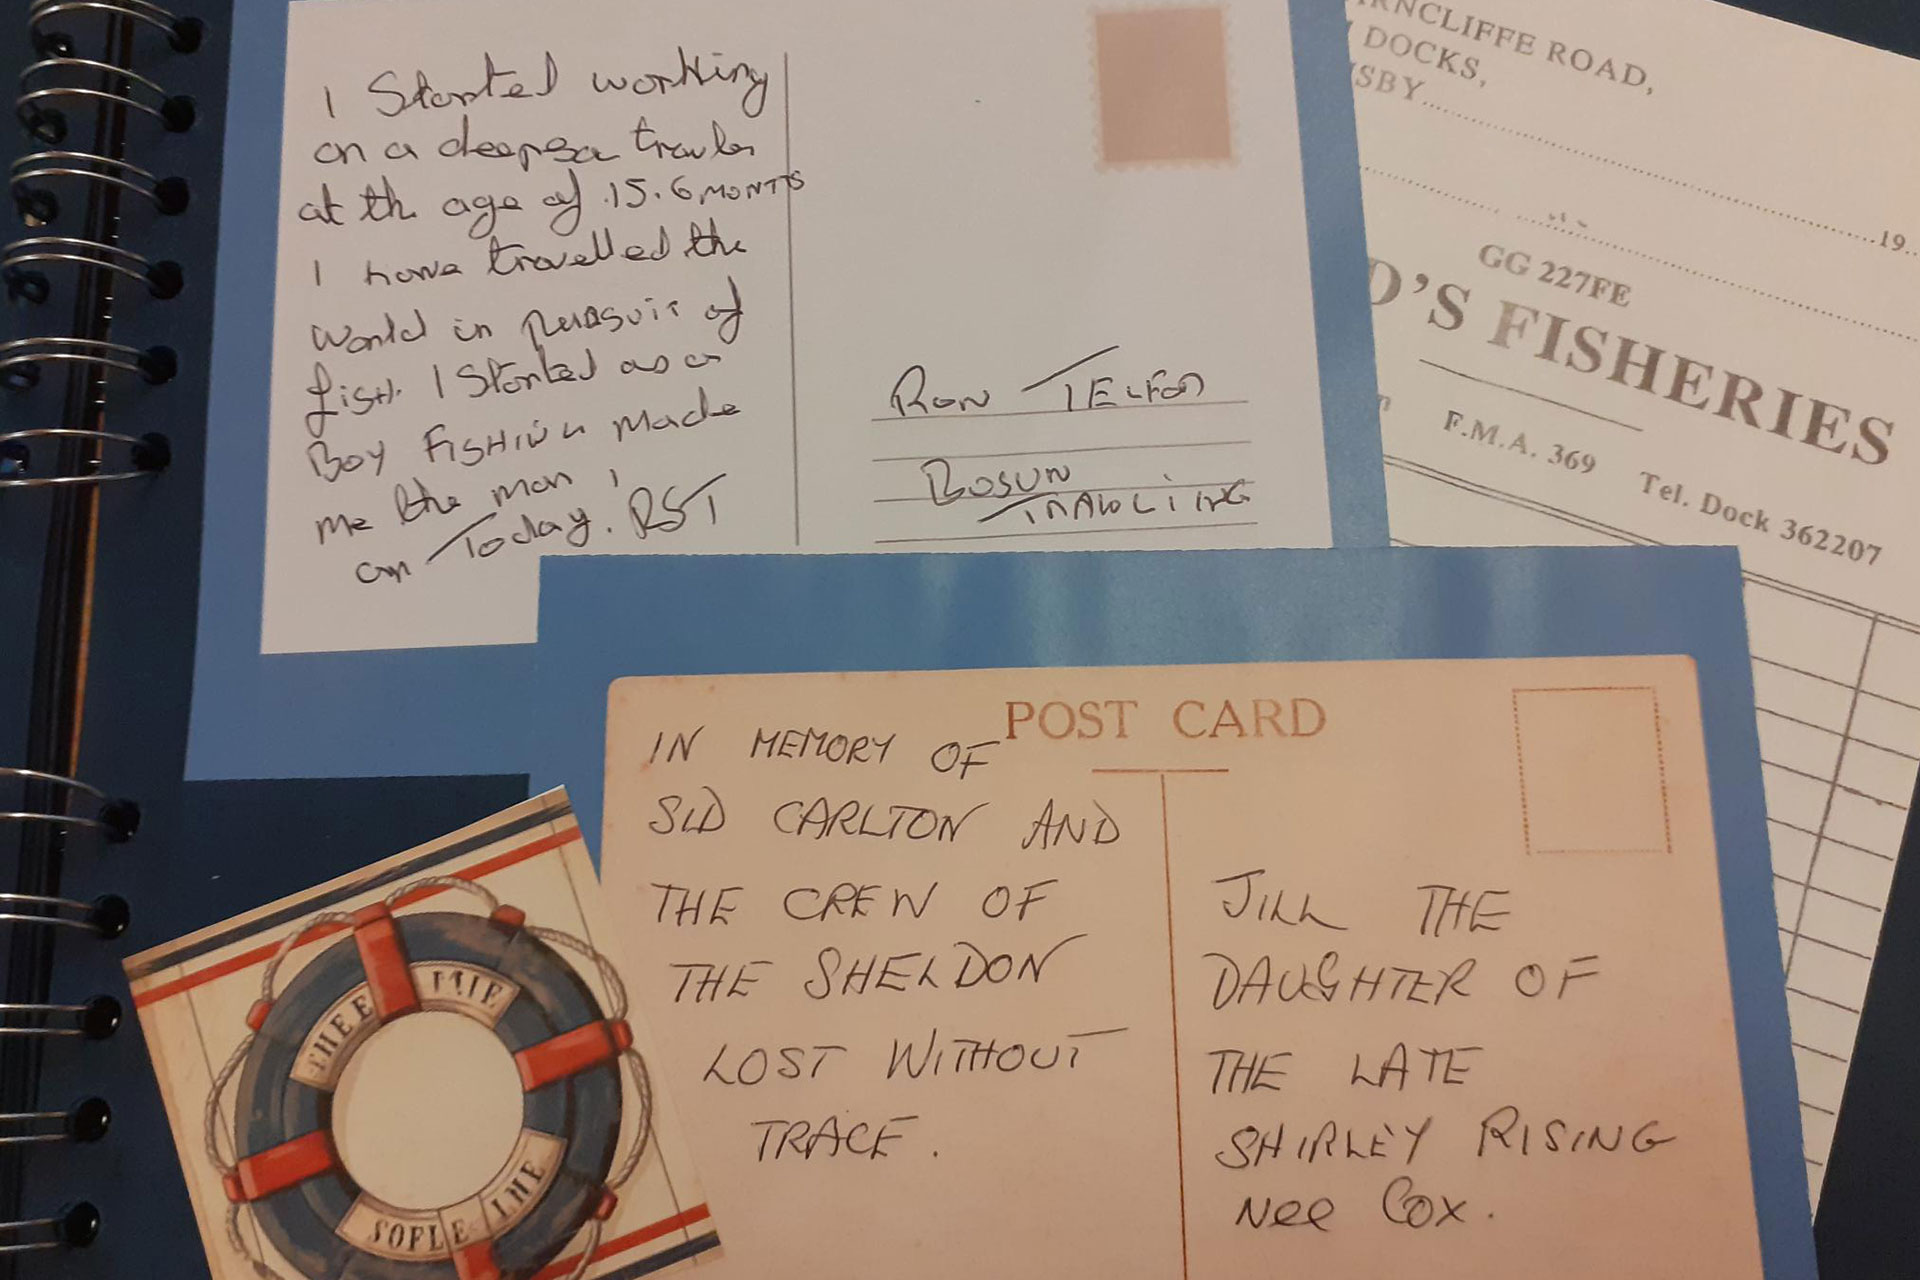 I Started working
on a deepsea trawler
at the age of 15.6 MONTS
I have travelled the
world in Pursuit of
fish. I Started as a
Boy FISHING Made
me the man I
am Today. RST
RON TELFOR
BOSUN
TRAWLIING
RNCLIFFE ROAD,
DOCKS,
SBY
19
GG 227FE
D'S FISHERIES
F.M.A. 369 Tel. Dock 362207
POST CARD
IN MEMORY OF
SID CARLTON AND
THE CREW OF
THE SHELDON
LOST WITHOUT
TRACE.
JILL THE
DAUGHTER OF
THE LATE
SHIRLEY RISING
Nee Cox.
SOFLE